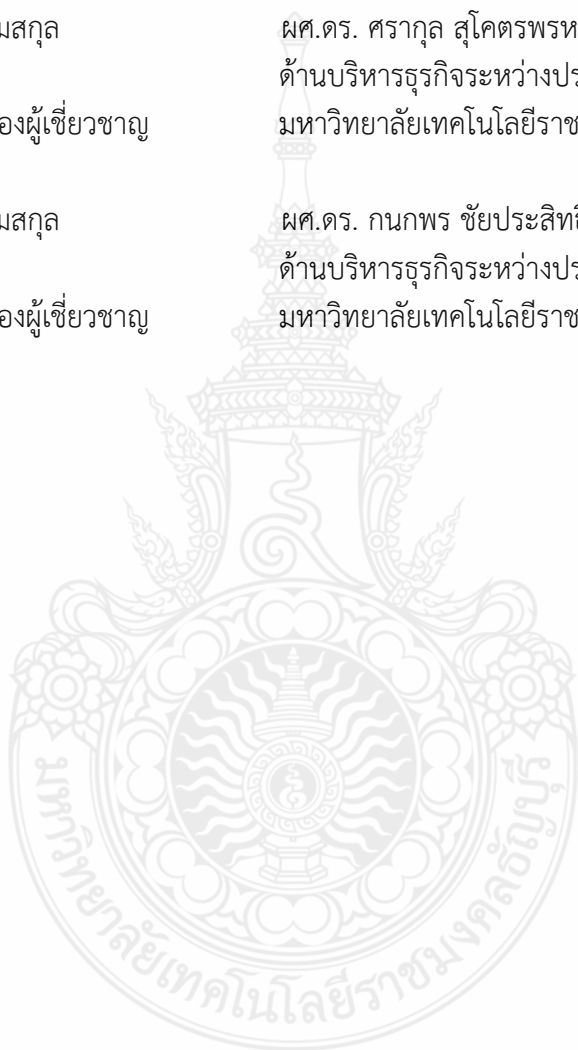 มสกุล ผศ.ดร. ศรากุล สุโคตรพรห
ด้านบริหารธุรกิจระหว่างปร
องผู้เชี่ยวชาญ มหาวิทยาลัยเทคโนโลยีราช
มสกุล ผศ.ดร. กนกพร ชัยประสิทธิ
ด้านบริหารธุรกิจระหว่างปร
องผู้เชี่ยวชาญ มหาวิทยาลัยเทคโนโลยีราช
มหาวิทยาลัยเทคโนโลยีราชมงคลธัญบุรี